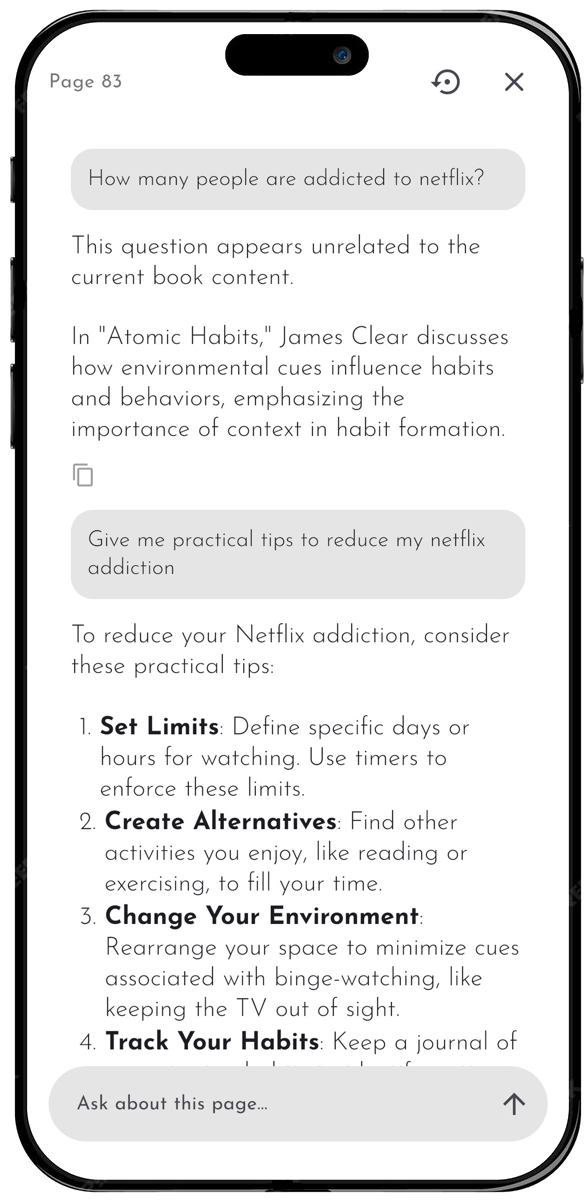 Page 83
How many people are addicted to netflix?
This question appears unrelated to the
current book content.
In "Atomic Habits," James Clear discusses
how environmental cues influence habits
and behaviors, emphasizing the
importance of context in habit formation.
Give me practical tips to reduce my netflix
addiction
To reduce your Netflix addiction, consider
these practical tips:
1. Set Limits: Define specific days or
hours for watching. Use timers to
enforce these limits.
2. Create Alternatives: Find other
activities you enjoy, like reading or
exercising, to fill your time.
3. Change Your Environment:
Rearrange your space to minimize cues
associated with binge-watching, like
keeping the TV out of sight.
4. Track Your Habits: Keep a journal of
Ask about this page...